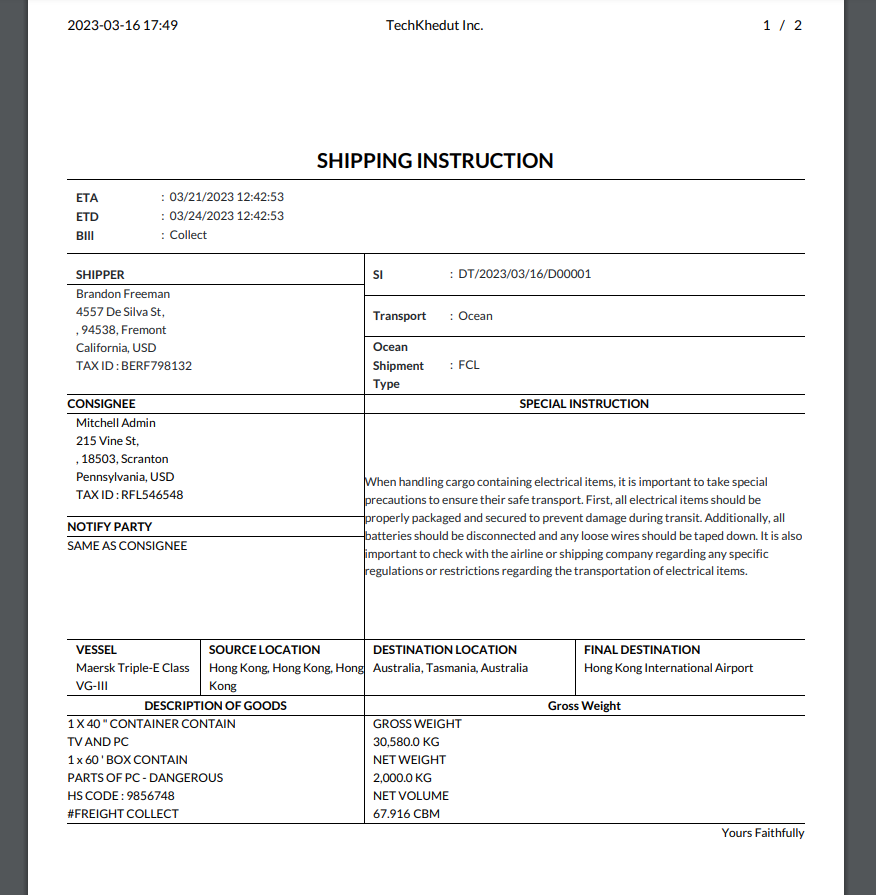 2023-03-16 17:49 TechKhedut Inc. 1 / 2
SHIPPING INSTRUCTION
ETA : 03/21/2023 12:42:53
ETD : 03/24/2023 12:42:53
BIll : Collect
SHIPPER
Brandon Freeman
4557 De Silva St,
, 94538, Fremont
California, USD
TAX ID : BERF798132
SI : DT/2023/03/16/D00001
Transport : Ocean
Ocean
Shipment : FCL
Type
CONSIGNEE
Mitchell Admin
215 Vine St,
, 18503, Scranton
Pennsylvania, USD
TAX ID : RFL546548
NOTIFY PARTY
SAME AS CONSIGNEE
SPECIAL INSTRUCTION
When handling cargo containing electrical items, it is important to take special
precautions to ensure their safe transport. First, all electrical items should be
properly packaged and secured to prevent damage during transit. Additionally, all
batteries should be disconnected and any loose wires should be taped down. It is also
important to check with the airline or shipping company regarding any specific
regulations or restrictions regarding the transportation of electrical items.
VESSEL
Maersk Triple-E Class
VG-III
SOURCE LOCATION
Hong Kong, Hong Kong, Hong
Kong
DESTINATION LOCATION
Australia, Tasmania, Australia
FINAL DESTINATION
Hong Kong International Airport
DESCRIPTION OF GOODS
1 X 40 " CONTAINER CONTAIN
TV AND PC
1 x 60 ' BOX CONTAIN
PARTS OF PC - DANGEROUS
HS CODE : 9856748
#FREIGHT COLLECT
Gross Weight
GROSS WEIGHT
30,580.0 KG
NET WEIGHT
2,000.0 KG
NET VOLUME
67.916 CBM
Yours Faithfully